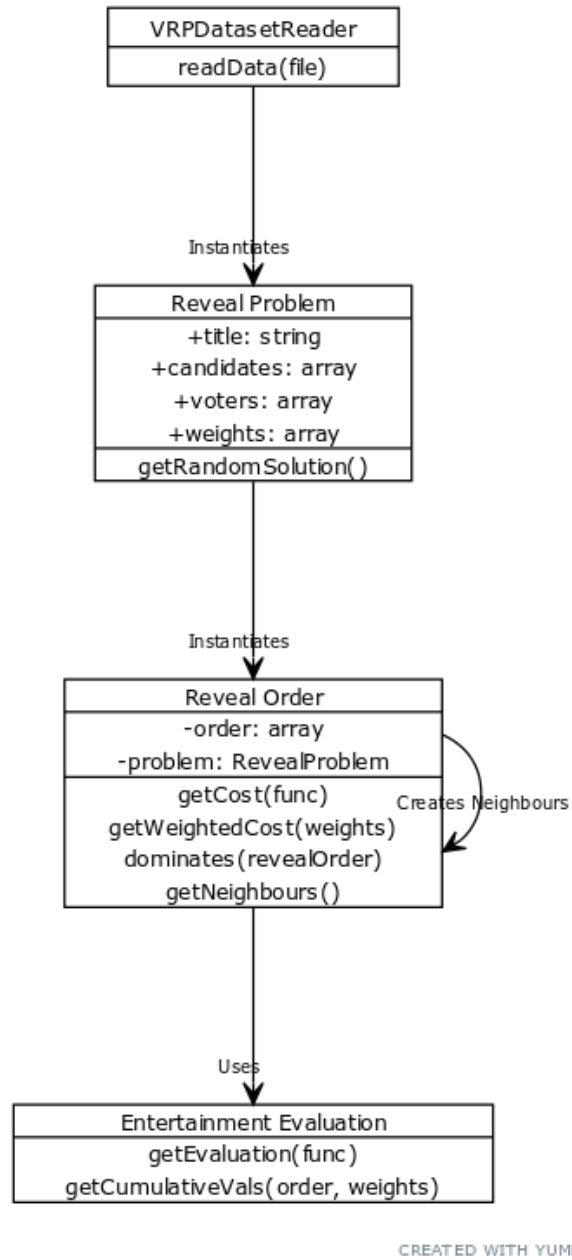 VRPDatasetReader
readData(file)
Instantiates
Reveal Problem
+title: string
+candidates: array
+voters: array
+weights: array
getRandomSolution()
Instantiates
Reveal Order
-order: array
-problem: RevealProblem
getCost(func)
Creates Neighbours
getWeightedCost(weights)
dominates(revealOrder)
getNeighbours()
Uses
Entertainment Evaluation
getEvaluation(func)
getCumulativeVals(order, weights)
CREATED WITH YUM